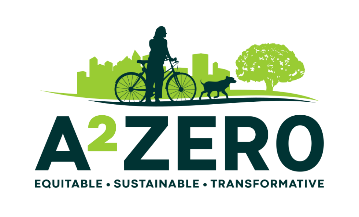 A²ZERO
EQUITABLE • SUSTAINABLE • TRANSFORMATIVE